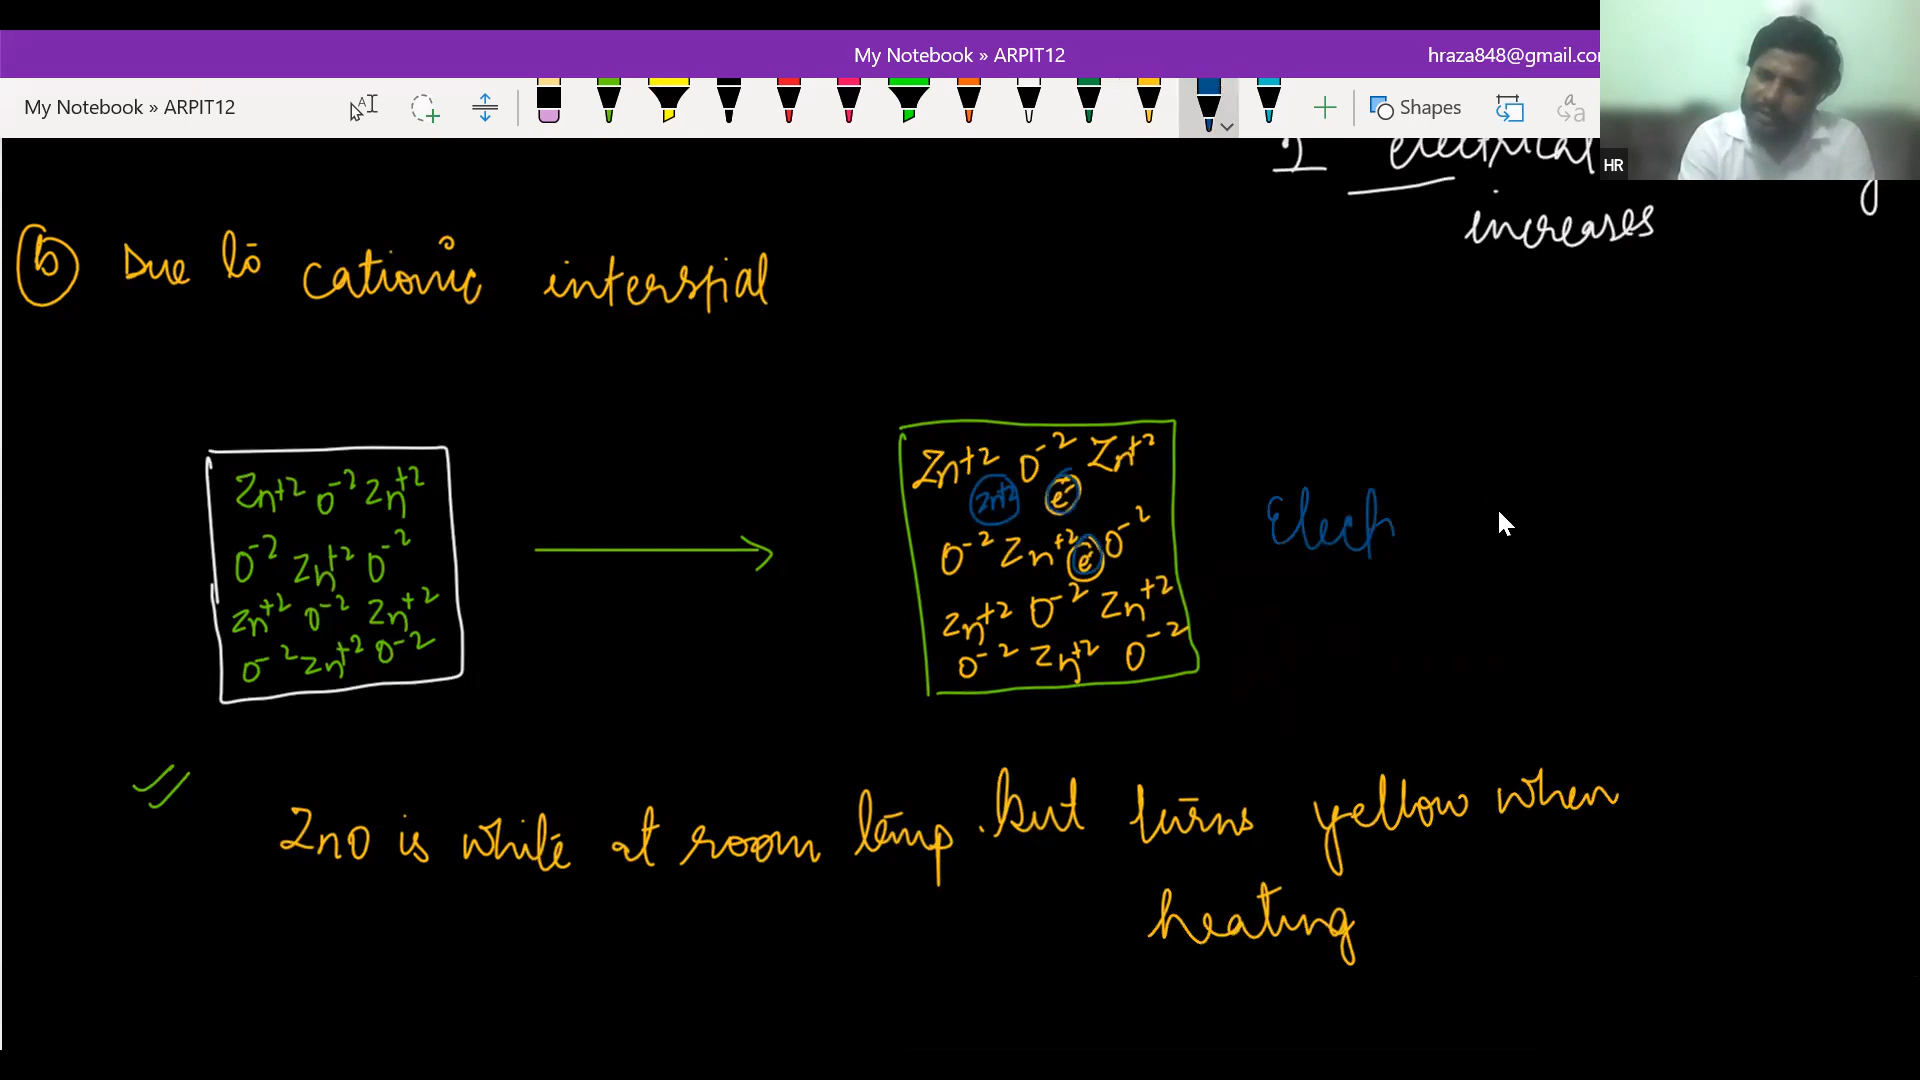 My Notebook » ARPIT12
hraza848@gmail.co
My Notebook » ARPIT12
Shapes
HR
electrical
increases
(b) Due to cationic interspial
Zn+2 O-2 Zn+2
O-2 Zn+2 O-2
Zn+2 O-2 Zn+2
O-2 Zn+2 O-2
Zn+2 O-2 Zn+2
Zn+2 e-
O-2 Zn+2 e- O-2
Zn+2 O-2 Zn+2
O-2 Zn+2 O-2
Elect
ZnO is white at room temp. but turns yellow when
heating